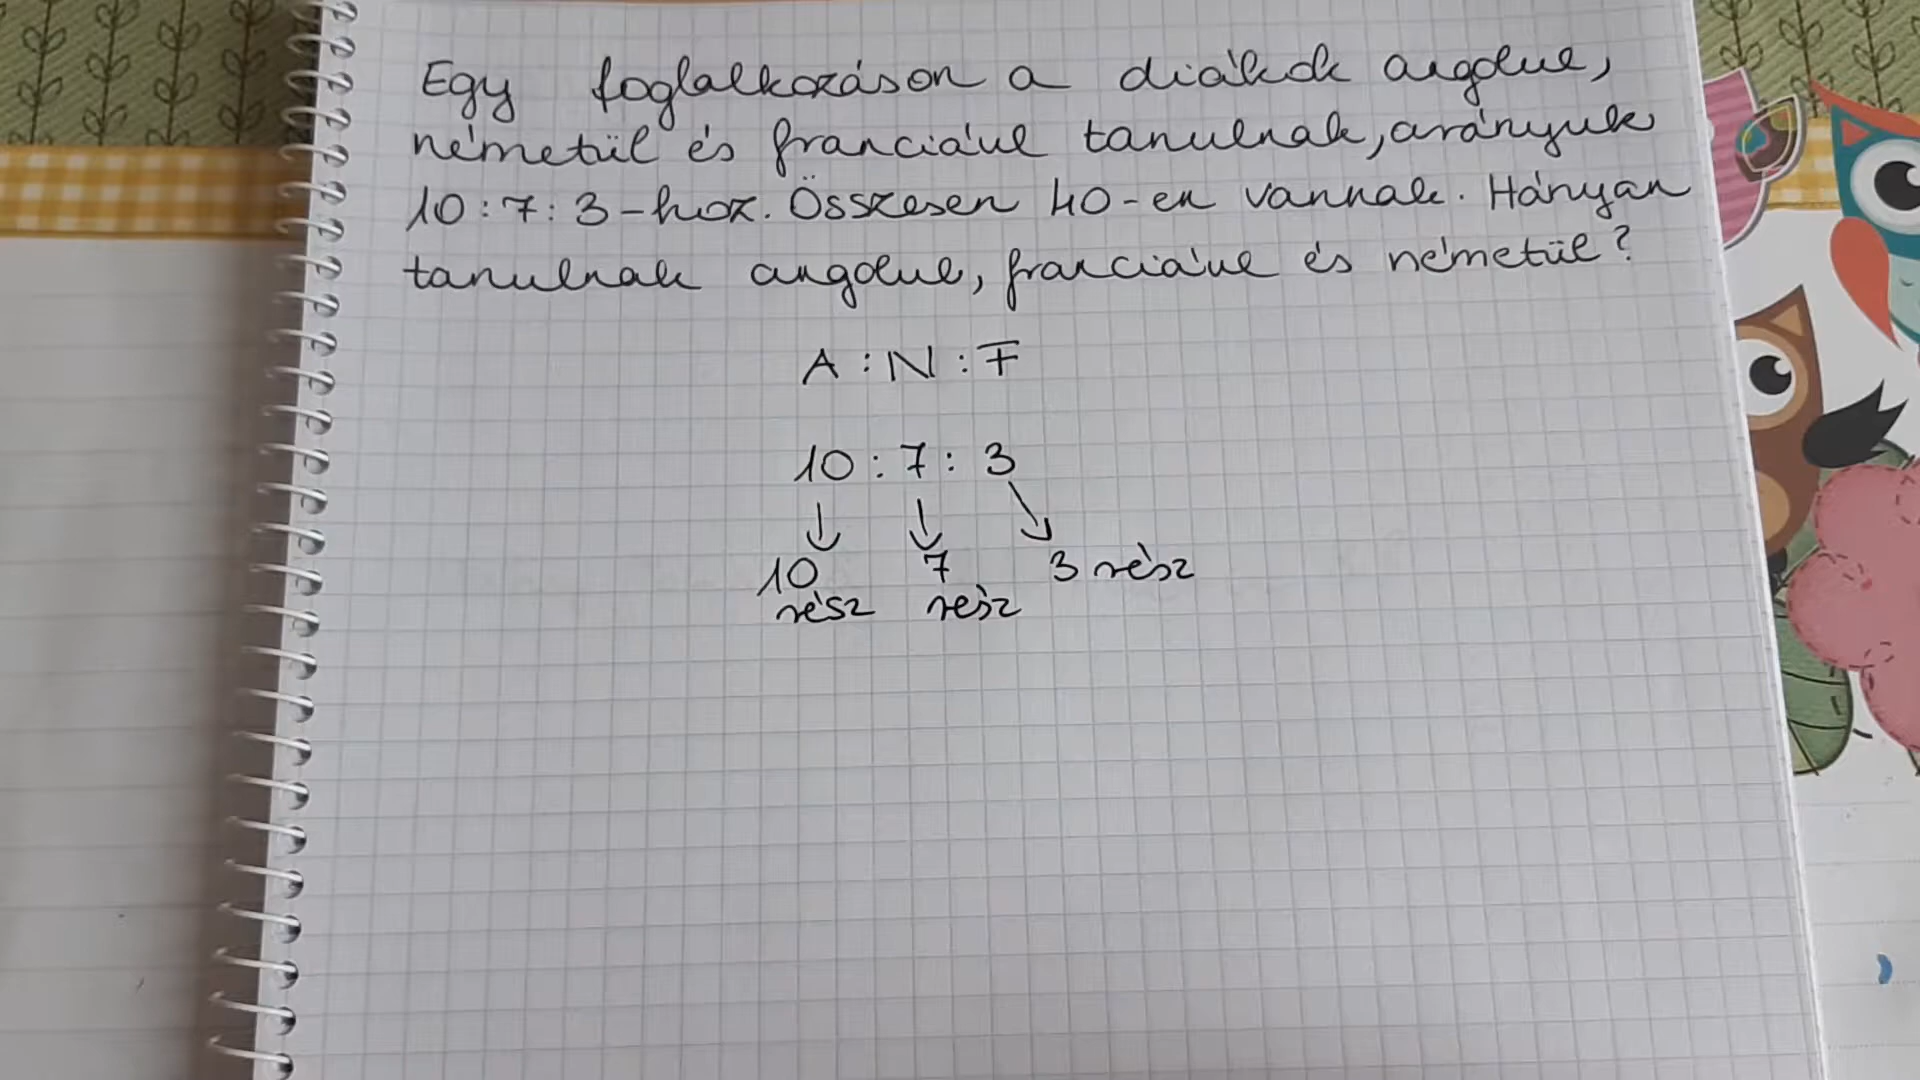 Egy foglalkozáson a diákok angolul,
németül és franciául tanulnak, arányuk
10 : 7 : 3-hoz. Összesen 40-en vannak. Hányan
tanulnak angolul, franciául és németül?
A : N : F
10 : 7 : 3
10 7 3 rész
rész rész